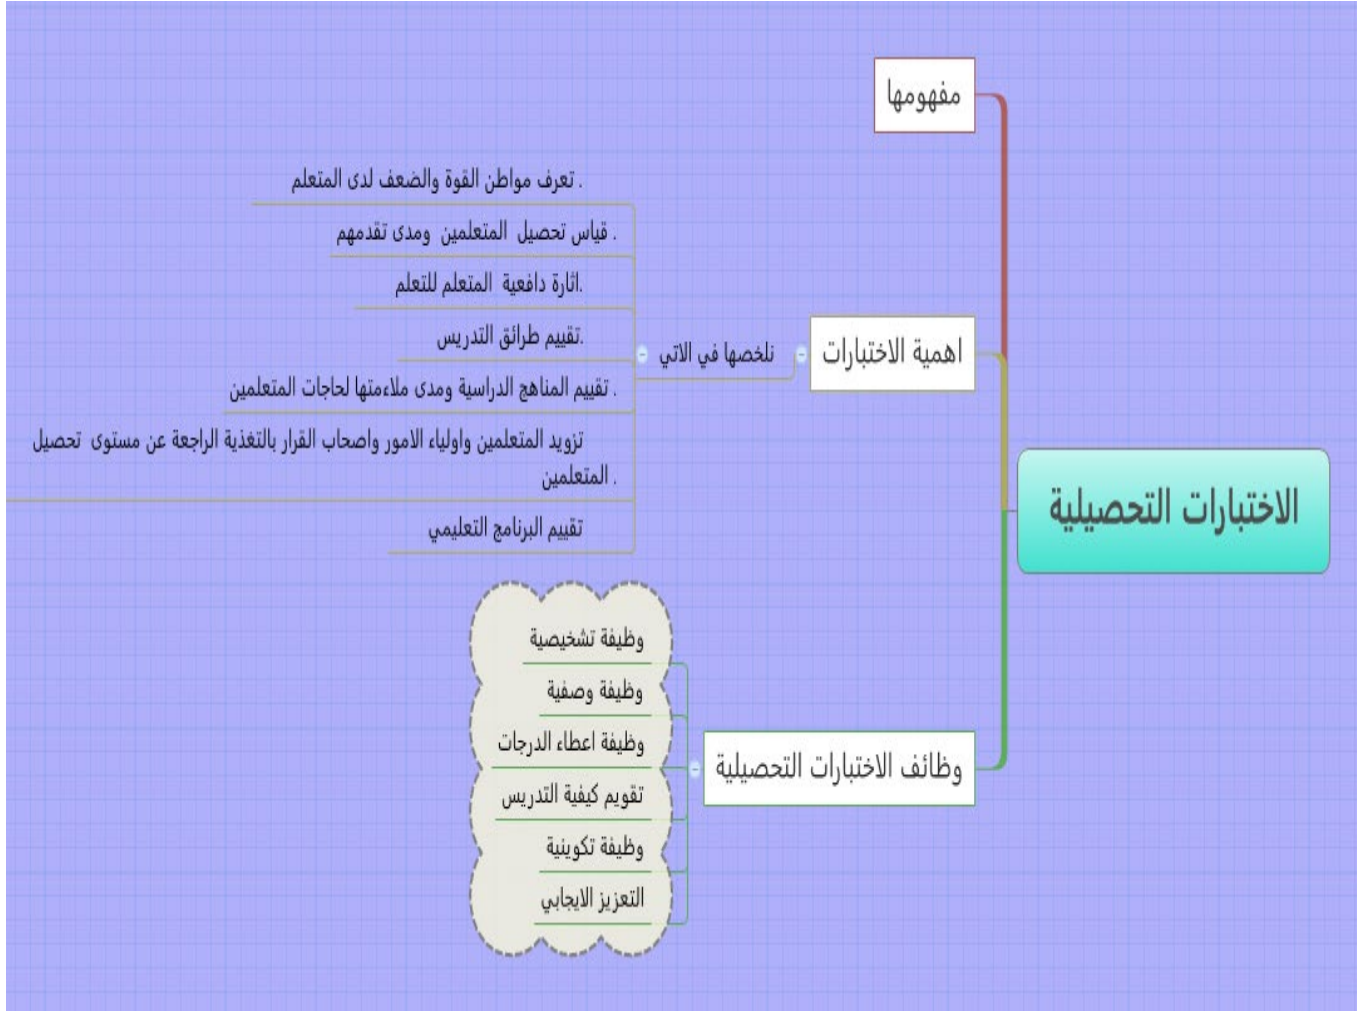 الاختبارات التحصيلية
مفهومها
اهمية الاختبارات
نلخصها في الاتي
. تعرف مواطن القوة والضعف لدى المتعلم
. قياس تحصيل المتعلمين ومدى تقدمهم
.اثارة دافعية المتعلم للتعلم
.تقييم طرائق التدريس
. تقييم المناهج الدراسية ومدى ملاءمتها لحاجات المتعلمين
تزويد المتعلمين واولياء الامور واصحاب القرار بالتغذية الراجعة عن مستوى تحصيل
. المتعلمين
تقييم البرنامج التعليمي
وظائف الاختبارات التحصيلية
وظيفة تشخيصية
وظيفة وصفية
وظيفة اعطاء الدرجات
تقويم كيفية التدريس
وظيفة تكوينية
التعزيز الايجابي